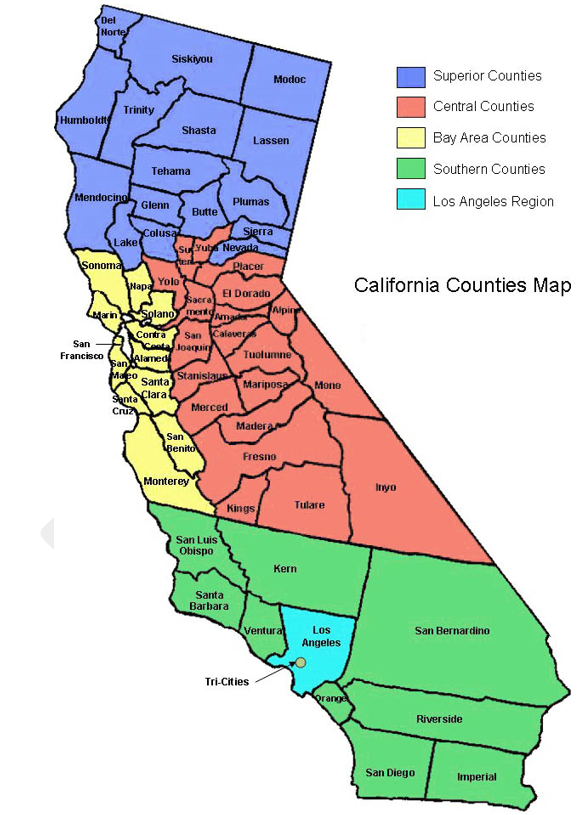 Del
Norte
Siskiyou
Modoc
Superior Counties
Central Counties
Bay Area Counties
Southern Counties
Los Angeles Region
Humboldt
Trinity
Shasta
Lassen
Tehama
Mendocino
Glenn
Butte
Plumas
Lake
Colusa
Sierra
Nevada
Sut
ter
Yuba
Placer
California Counties Map
Sonoma
Napa
Yolo
El Dorado
Sacra
mento
Amador
Alpine
Marin
Solano
Calaveras
San
Francisco
Contra
Costa
San
Joaquin
Tuolumne
Alameda
San
Mateo
Stanislaus
Mariposa
Mono
Santa
Clara
Santa
Cruz
Merced
Madera
San
Benito
Fresno
Monterey
Inyo
Kings
Tulare
San Luis
Obispo
Kern
Santa
Barbara
Ventura
Los
Angeles
San Bernardino
Tri-Cities
Orange
Riverside
San Diego
Imperial